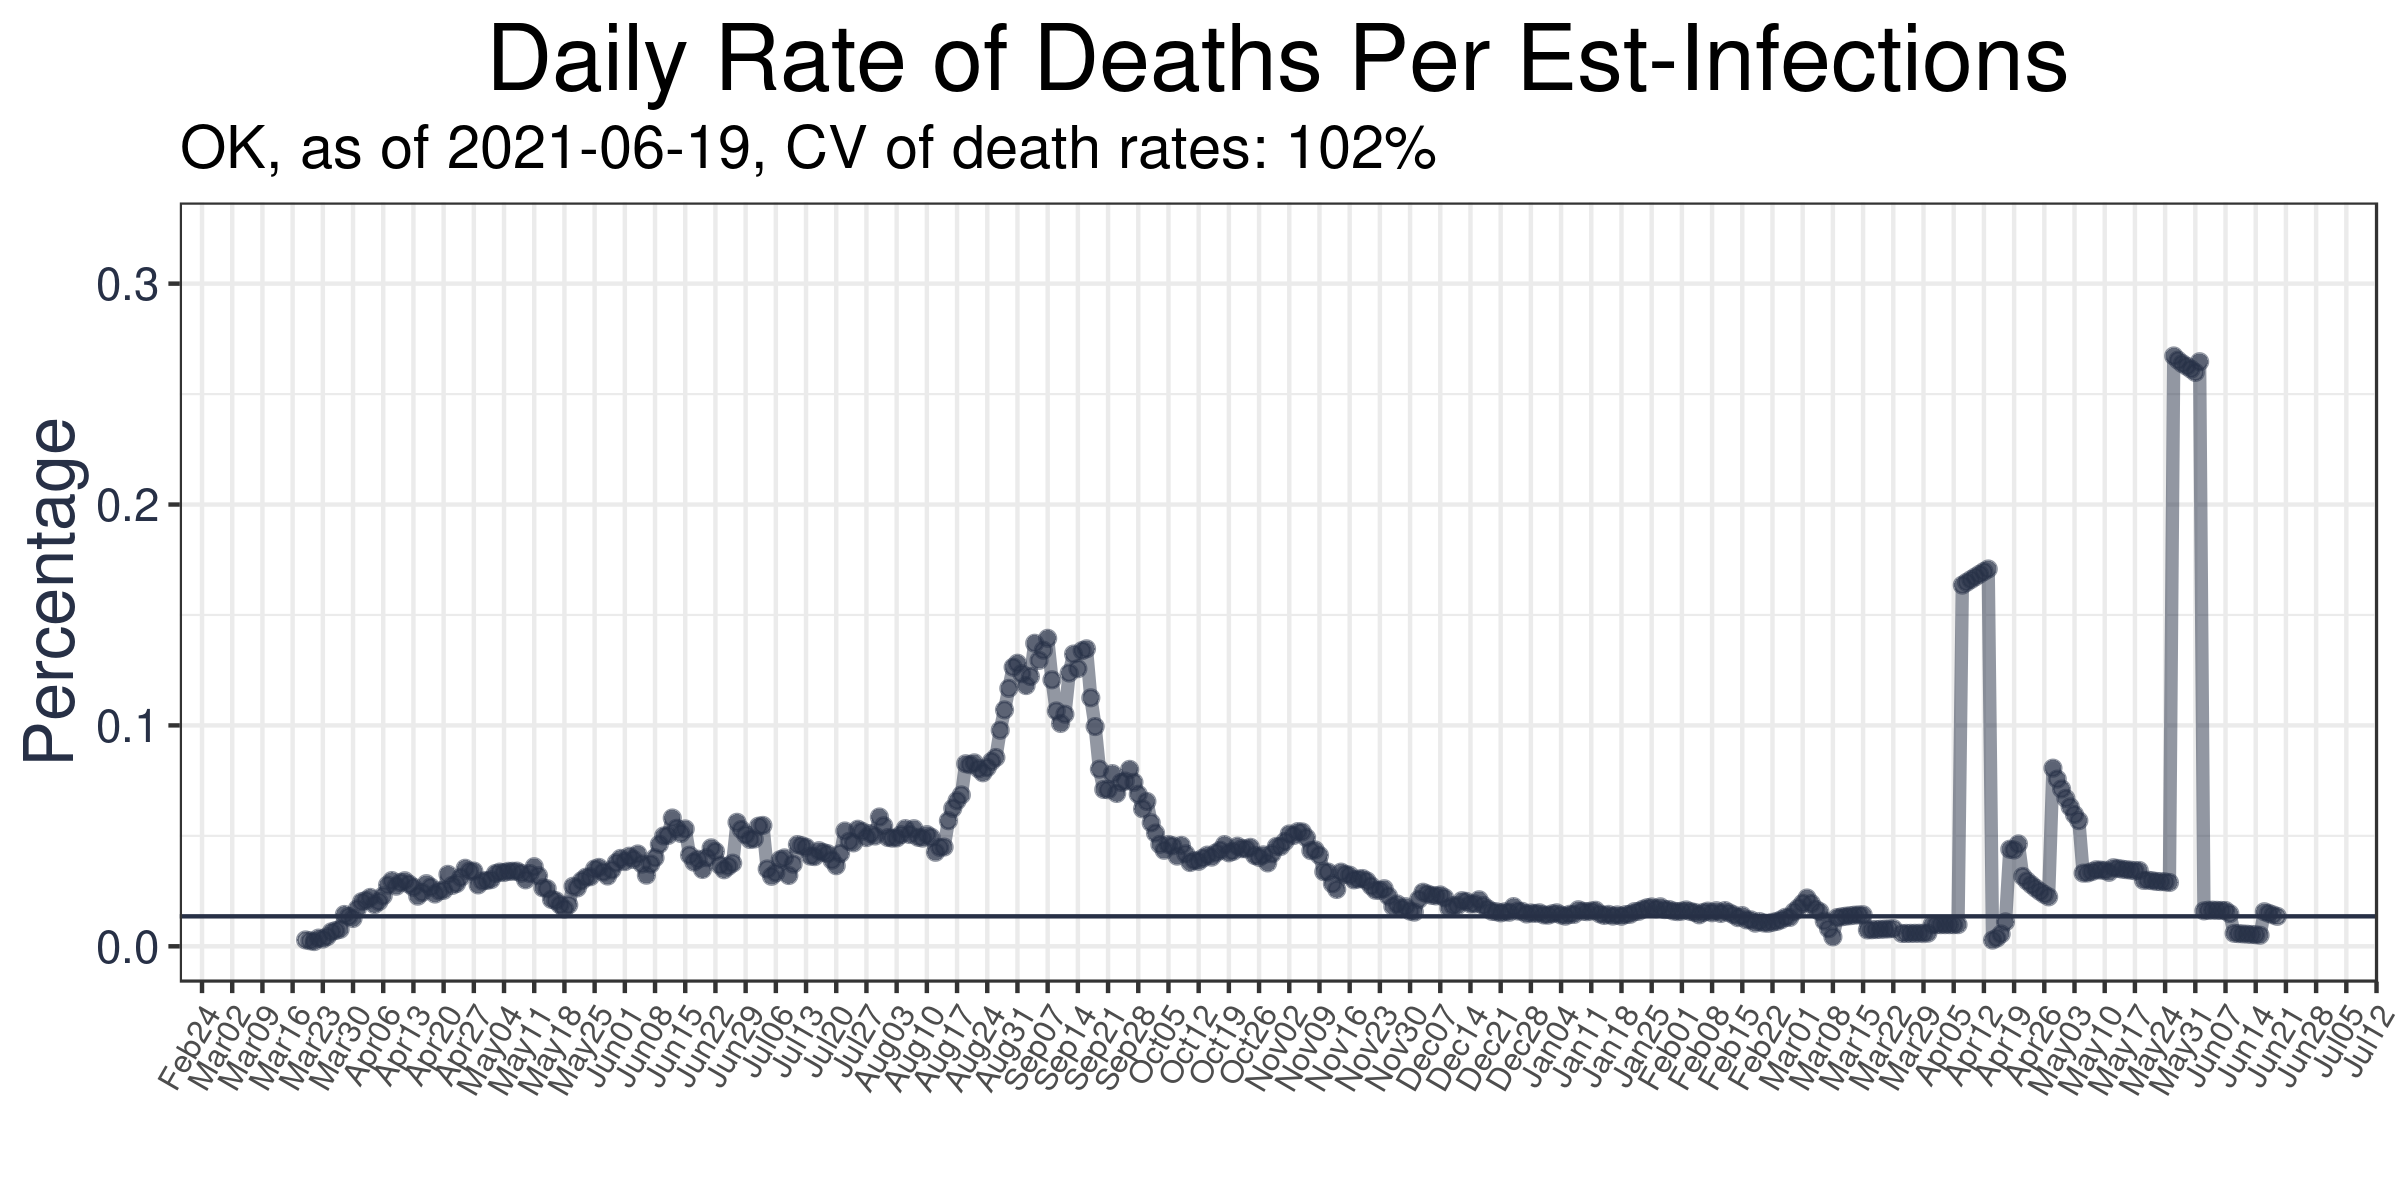 Daily Rate of Deaths Per Est-Infections
OK, as of 2021-06-19, CV of death rates: 102%
Percentage
0.3
0.2
0.1
0.0
Feb24
Mar02
Mar09
Mar16
Mar23
Mar30
Apr06
Apr13
Apr20
Apr27
May04
May11
May18
May25
Jun01
Jun08
Jun15
Jun22
Jun29
Jul06
Jul13
Jul20
Jul27
Aug03
Aug10
Aug17
Aug24
Aug31
Sep07
Sep14
Sep21
Sep28
Oct05
Oct12
Oct19
Oct26
Nov02
Nov09
Nov16
Nov23
Nov30
Dec07
Dec14
Dec21
Dec28
Jan04
Jan11
Jan18
Jan25
Feb01
Feb08
Feb15
Feb22
Mar01
Mar08
Mar15
Mar22
Mar29
Apr05
Apr12
Apr19
Apr26
May03
May10
May17
May24
May31
Jun07
Jun14
Jun21
Jun28
Jul05
Jul12